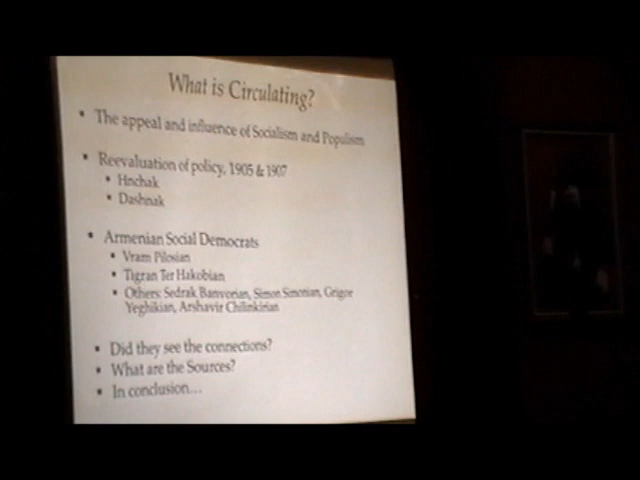 What is Circulating?
• The appeal and influence of Socialism and Populism
• Reevaluation of policy, 1905 & 1907
• Hnchak
• Dashnak
• Armenian Social Democrats
• Vram Pilosian
• Tigran Ter Hakobian
• Others: Sedrak Banvorian, Simon Simonian, Grigor
Yeghikian, Arshavir Chilinkirian
• Did they see the connections?
• What are the Sources?
• In conclusion...